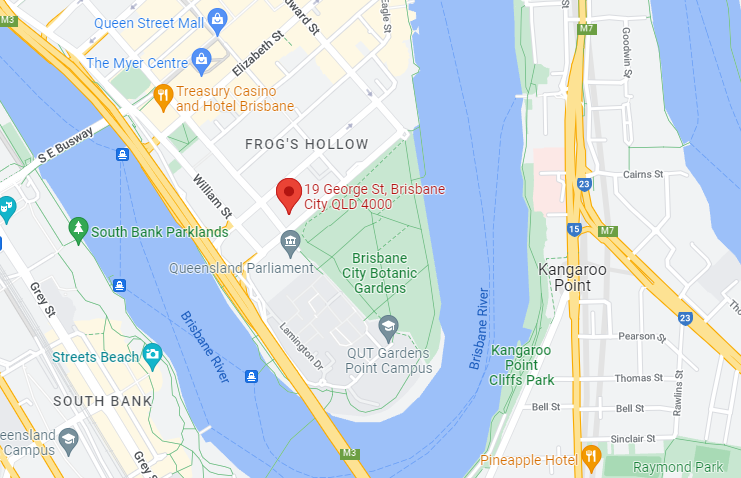 M3
Queen Street Mall
Edward St
Eagle St
M7
Goodwin St
The Myer Centre
Elizabeth St
Treasury Casino
and Hotel Brisbane
S E Busway
FROG'S HOLLOW
William St
19 George St, Brisbane
City QLD 4000
Cairns St
23
15
M7
South Bank Parklands
Queensland Parliament
Brisbane
City Botanic
Gardens
Kangaroo
Point
Grey St
Brisbane River
Lamington Dr
Brisbane River
23
Pearson St
Streets Beach
QUT Gardens
Point Campus
Kangaroo
Point
Cliffs Park
Thomas St
Rawlins St
SOUTH BANK
Bell St
Bell St
Campus
Grey St
M3
Sinclair St
Pineapple Hotel
Raymond Park